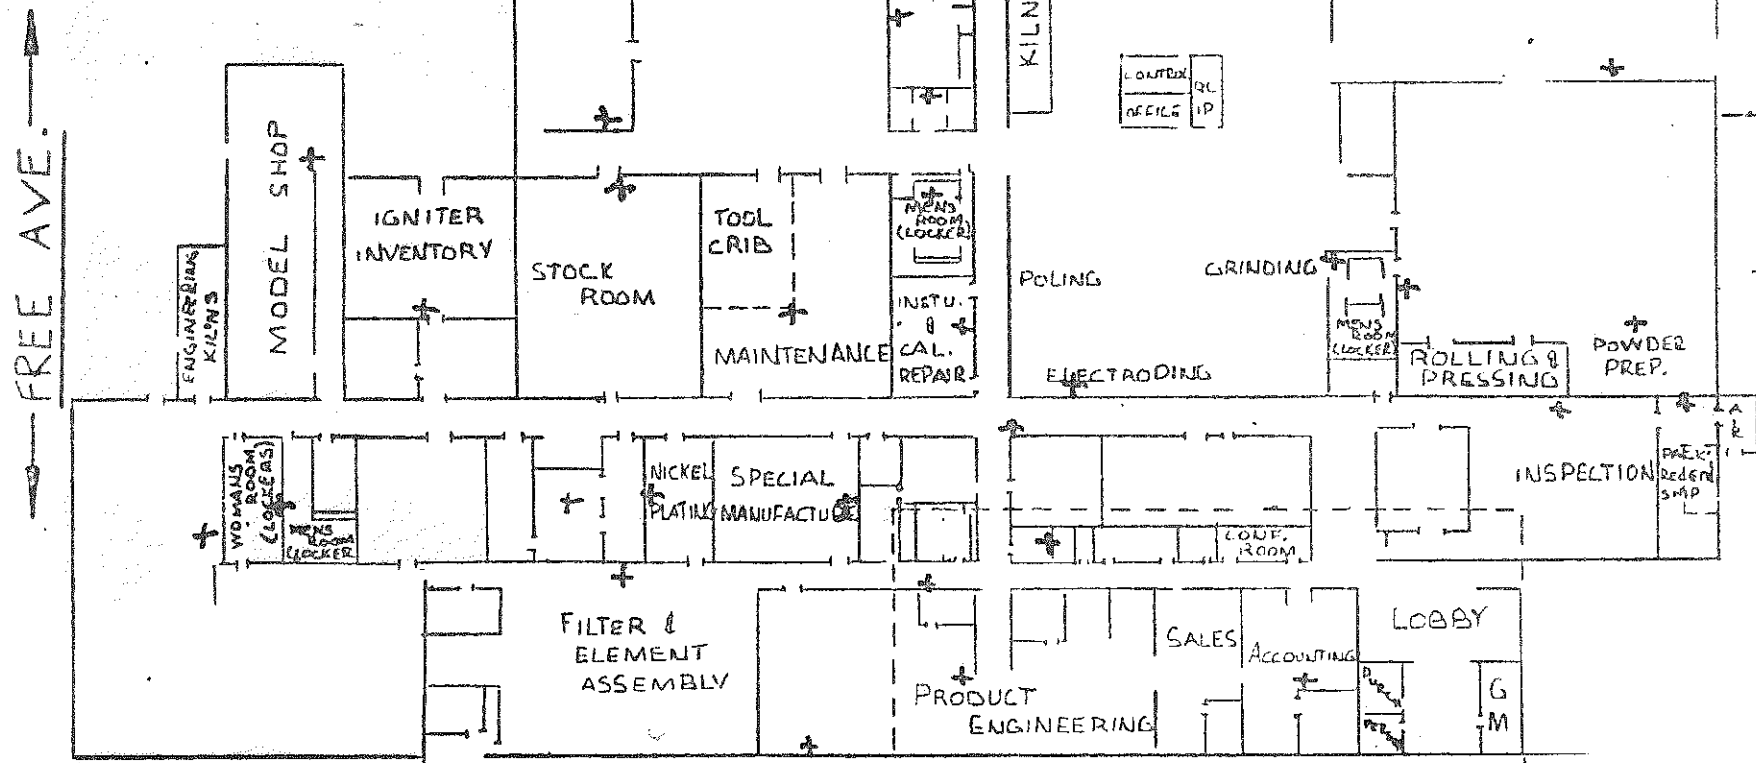 FREE AVE.
KILN
CONTROL
OFFICE
QC
IP
MODEL SHOP
ENGINEERING
KILNS
IGNITER
INVENTORY
STOCK
ROOM
TOOL
CRIB
MAINTENANCE
MENS
ROOM
(LOCKER)
INSTU.
&
CAL.
REPAIR
POLING
GRINDING
ELECTRODING
MENS
ROOM
(LOCKER)
ROLLING &
PRESSING
POWDER
PREP.
WOMANS
ROOM
(LOCKERS)
MENS
ROOM
LOCKER
NICKEL
PLATING
SPECIAL
MANUFACTURE
CONF.
ROOM
INSPECTION
FILTER &
ELEMENT
ASSEMBLY
PRODUCT
ENGINEERING
SALES
ACCOUNTING
LOBBY
PURCH
G
M